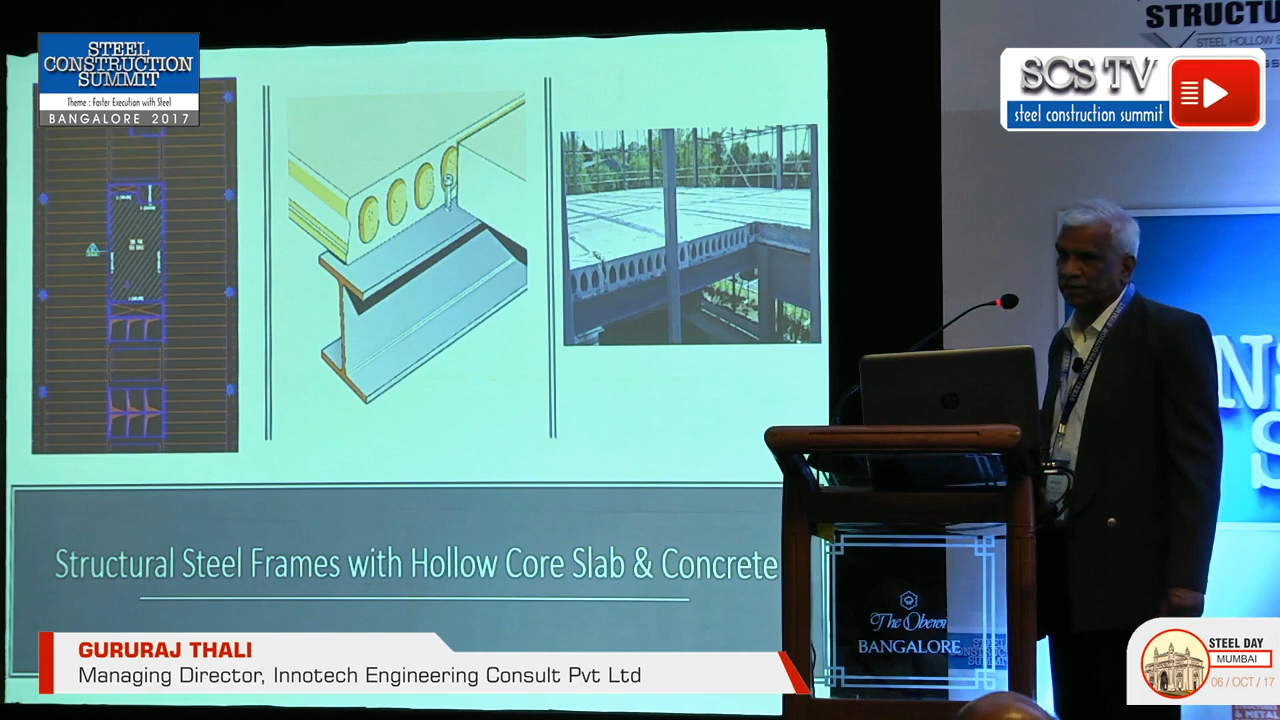 STEEL
CONSTRUCTION
SUMMIT
Theme : Faster Execution with Steel
BANGALORE 2017
STRUCTU
STEEL HOLLOW S
SCS TV
steel construction summit
Structural Steel Frames with Hollow Core Slab & Concrete
The Oberoi
BANGALORE
GURURAJ THALI
Managing Director, Innotech Engineering Consult Pvt Ltd
STEEL DAY
MUMBAI
06 / OCT / 17